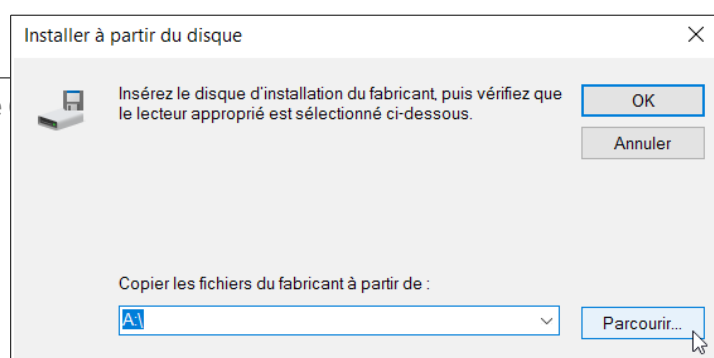 Installer à partir du disque
Insérez le disque d'installation du fabricant, puis vérifiez que
le lecteur approprié est sélectionné ci-dessous.
OK
Annuler
Copier les fichiers du fabricant à partir de :
A:\
Parcourir...